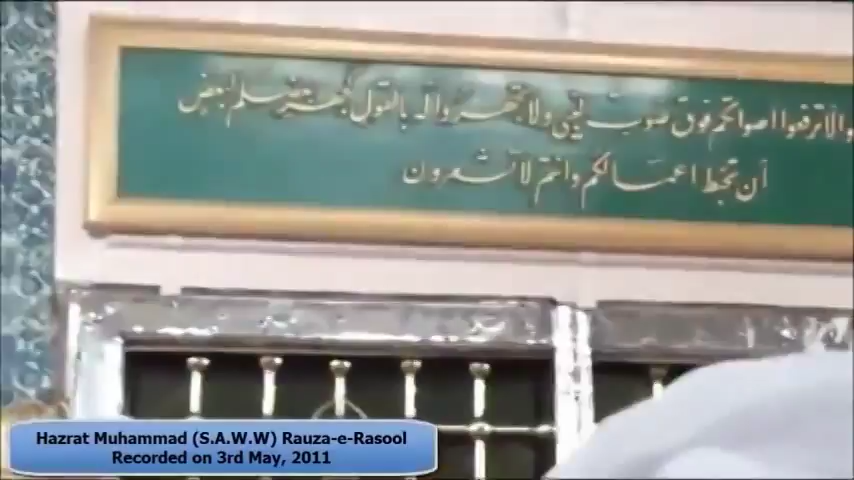 لا ترفعوا اصواتكم فوق صوت النبي ولا تجهروا له بالقول كجهر بعضكم لبعض
أن تحبط اعمالكم وانتم لا تشعرون
Hazrat Muhammad (S.A.W.W) Rauza-e-Rasool
Recorded on 3rd May, 2011